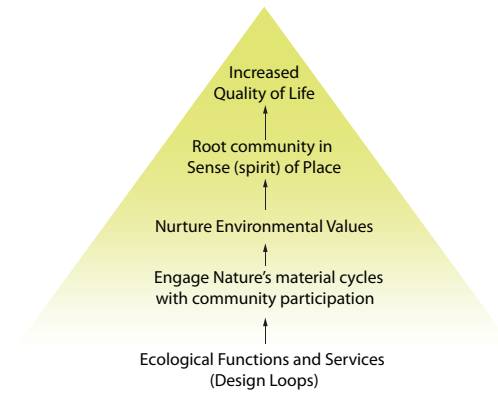 Increased
Quality of Life
Root community in
Sense (spirit) of Place
Nurture Environmental Values
Engage Nature’s material cycles
with community participation
Ecological Functions and Services
(Design Loops)